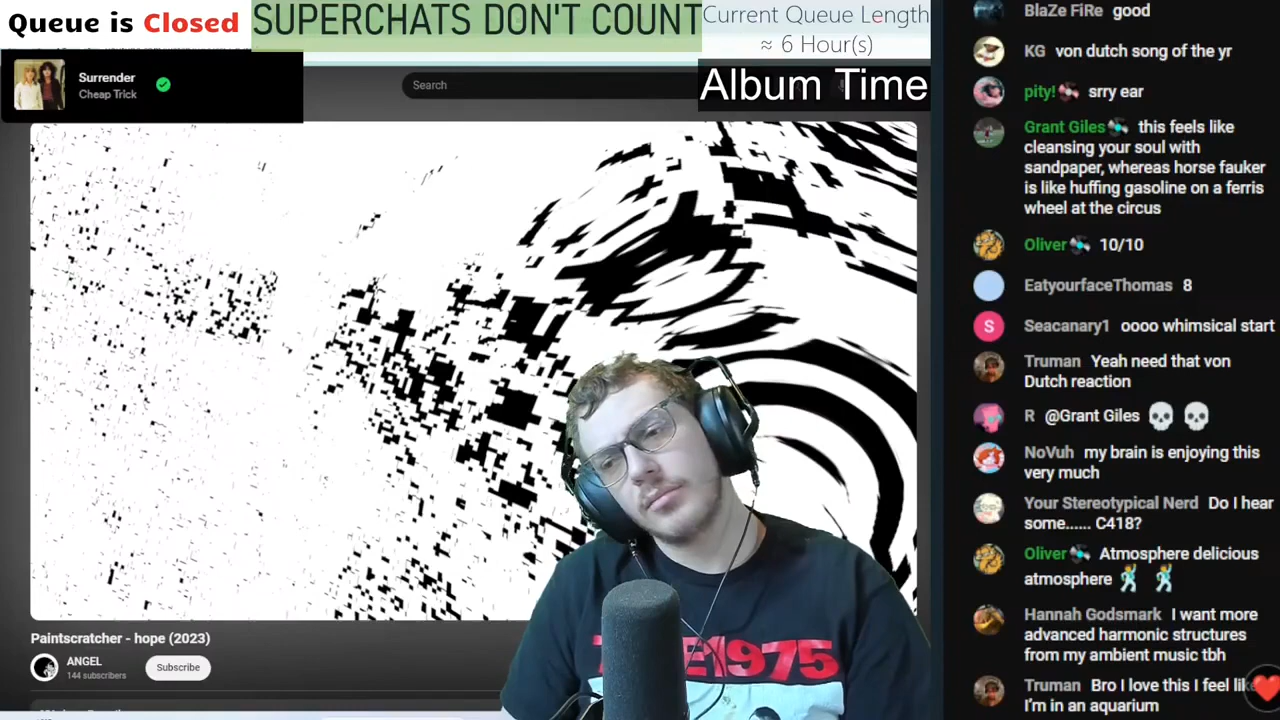 Queue is Closed
SUPERCHATS DON'T COUNT
Current Queue Length
≈ 6 Hour(s)
Album Time
Surrender
Cheap Trick
Search
Paintscratcher - hope (2023)
ANGEL
144 subscribers
Subscribe
THE 1975
BlaZe FiRe good
KG von dutch song of the yr
pity! srry ear
Grant Giles this feels like
cleansing your soul with
sandpaper, whereas horse fauker
is like huffing gasoline on a ferris
wheel at the circus
Oliver 10/10
EatyourfaceThomas 8
S
Seacanary1 oooo whimsical start
Truman Yeah need that von
Dutch reaction
R @Grant Giles 💀 💀
NoVuh my brain is enjoying this
very much
Your Stereotypical Nerd Do I hear
some...... C418?
Oliver Atmosphere delicious
atmosphere 🕺 🕺
Hannah Godsmark I want more
advanced harmonic structures
from my ambient music tbh
Truman Bro I love this I feel
I'm in an aquarium